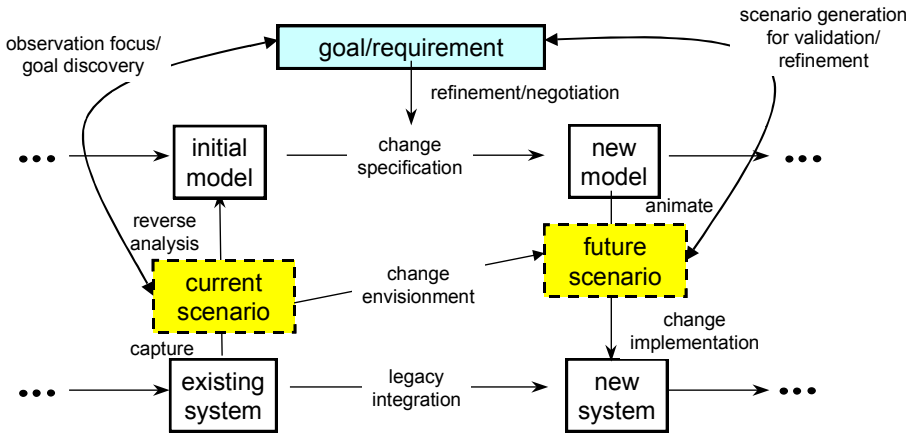 observation focus/
goal discovery
goal/requirement
scenario generation
for validation/
refinement
refinement/negotiation
•••
initial
model
change
specification
new
model
•••
reverse
analysis
animate
current
scenario
change
envisionment
future
scenario
capture
change
implementation
•••
existing
system
legacy
integration
new
system
•••